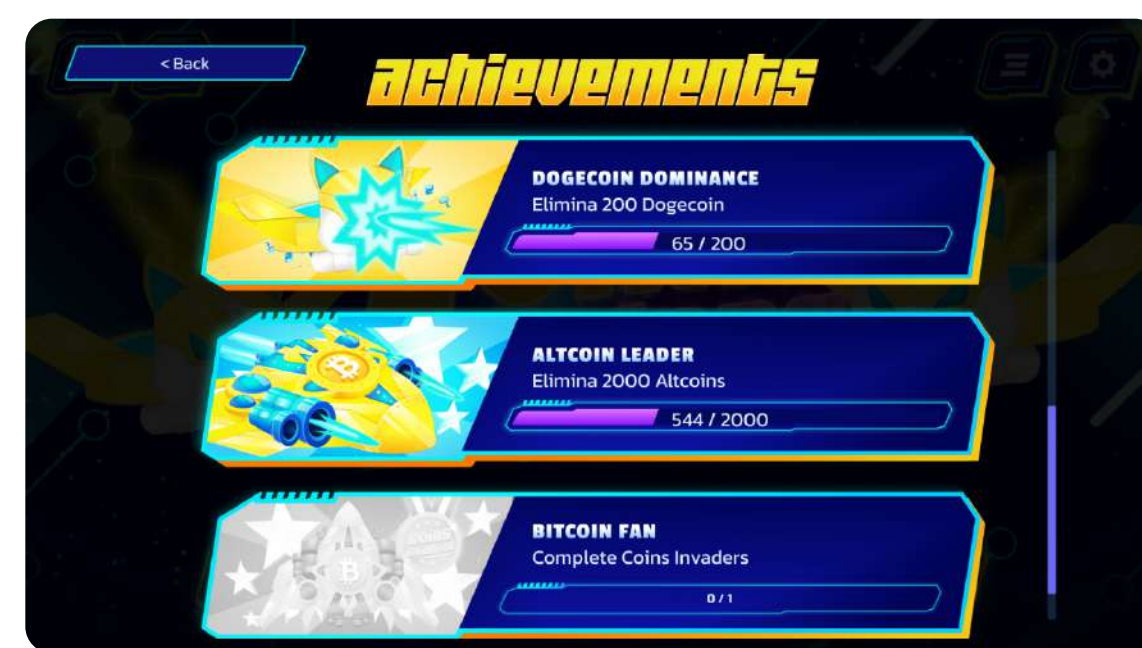 < Back
achievements
DOGECOIN DOMINANCE
Elimina 200 Dogecoin
65 / 200
ALTCOIN LEADER
Elimina 2000 Altcoins
544 / 2000
BITCOIN FAN
Complete Coins Invaders
0 / 1